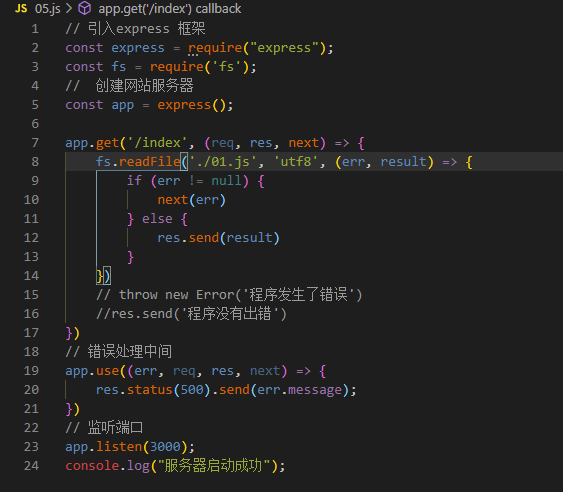 JS 05.js > app.get('/index') callback
1 // 引入express 框架
2 const express = require("express");
3 const fs = require('fs');
4 //  创建网站服务器
5 const app = express();
6
7 app.get('/index', (req, res, next) => {
8     fs.readFile('./01.js', 'utf8', (err, result) => {
9         if (err != null) {
10             next(err)
11         } else {
12             res.send(result)
13         }
14     })
15     // throw new Error('程序发生了错误')
16     //res.send('程序没有出错')
17 })
18 // 错误处理中间
19 app.use((err, req, res, next) => {
20     res.status(500).send(err.message);
21 })
22 // 监听端口
23 app.listen(3000);
24 console.log("服务器启动成功");